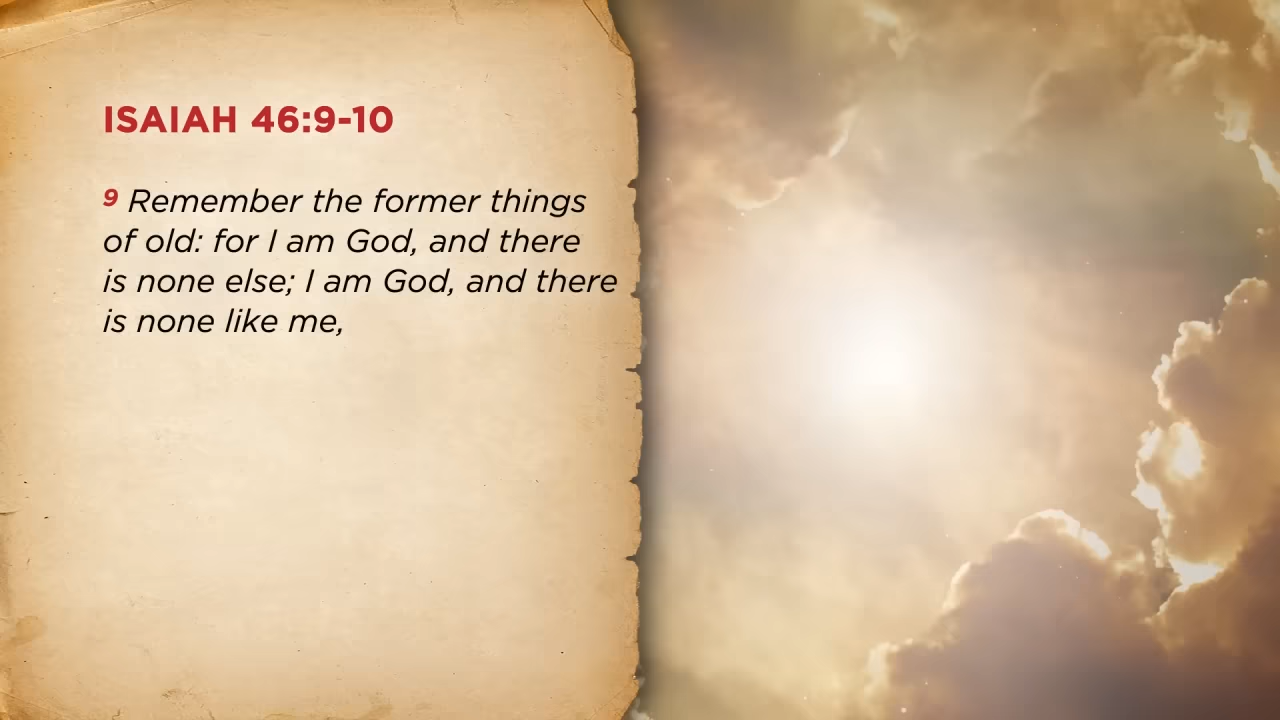 ISAIAH 46:9-10
9 Remember the former things
of old: for I am God, and there
is none else; I am God, and there
is none like me,